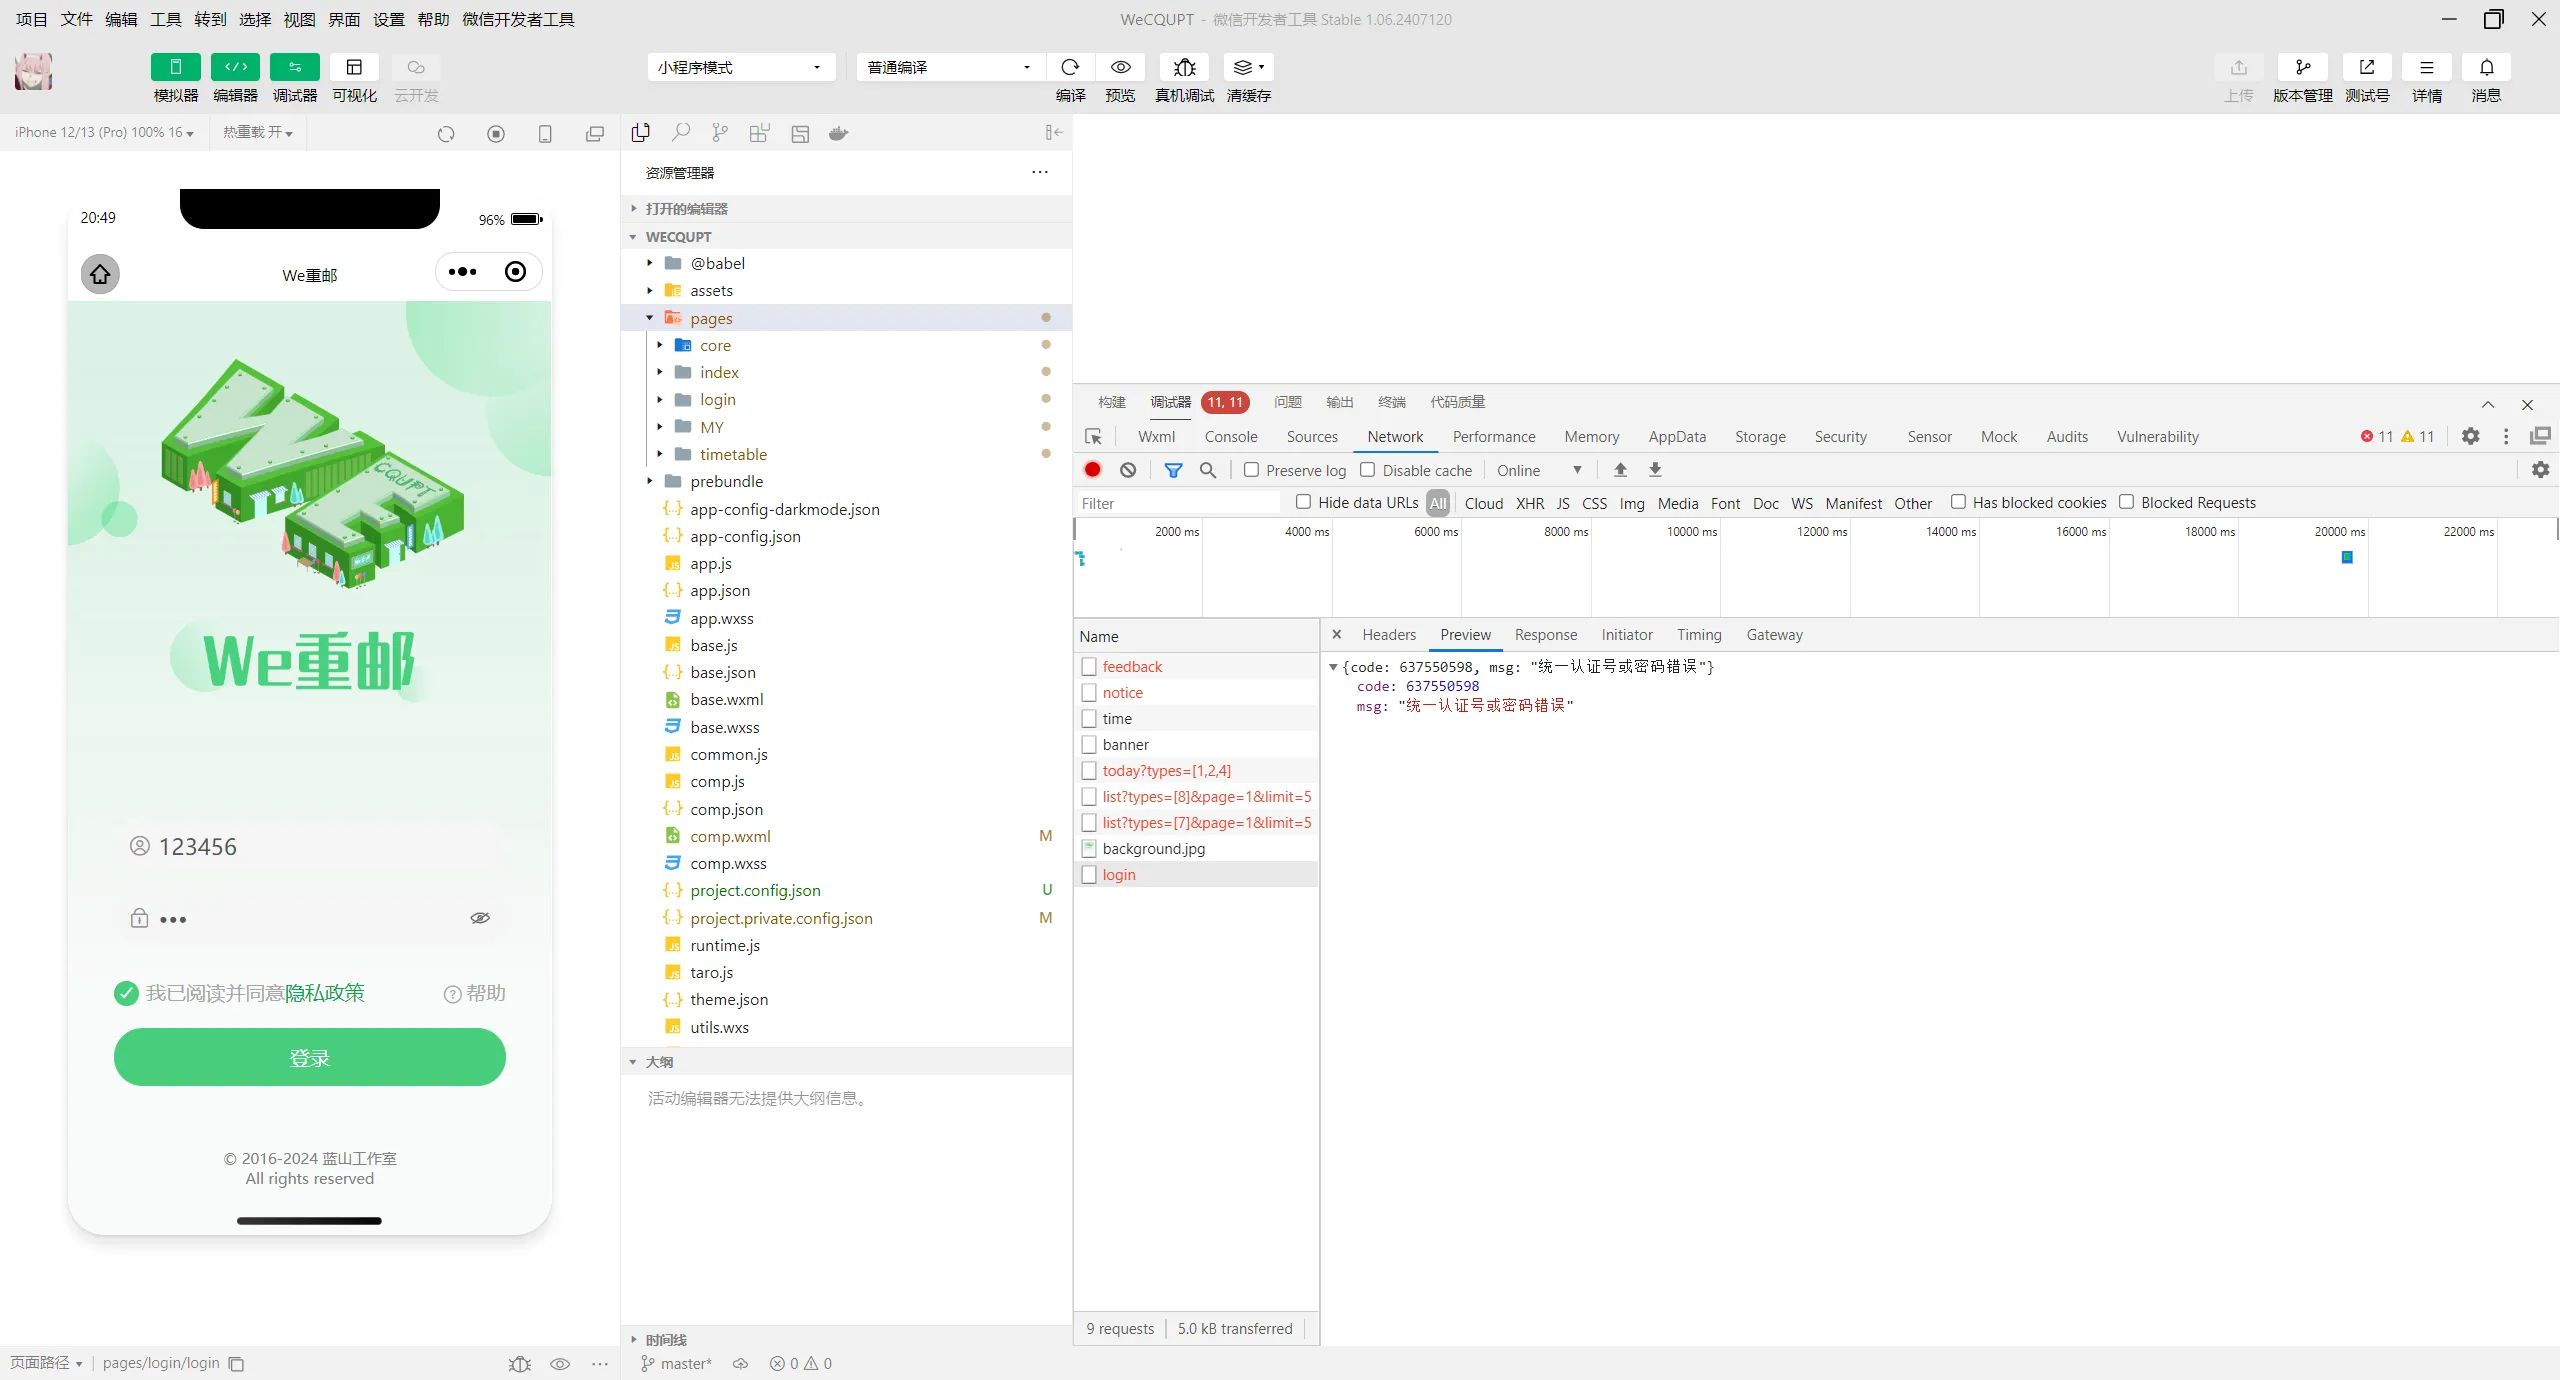 项目 文件 编辑 工具 转到 选择 视图 界面 设置 帮助 微信开发者工具
WeCQUPT - 微信开发者工具 Stable 1.06.2407120
模拟器 编辑器 调试器 可视化 云开发
小程序模式
普通编译
编译 预览 真机调试 清缓存
上传 版本管理 测试号 详情 消息
iPhone 12/13 (Pro) 100% 16
热重载 开
20:49
96%
We重邮
CQUPT
We重邮
123456
•••
我已阅读并同意隐私政策
帮助
登录
© 2016-2024 蓝山工作室
All rights reserved
页面路径
pages/login/login
资源管理器
打开的编辑器
WECQUPT
@babel
assets
pages
core
index
login
MY
timetable
prebundle
app-config-darkmode.json
app-config.json
app.js
app.json
app.wxss
base.js
base.json
base.wxml
base.wxss
common.js
comp.js
comp.json
comp.wxml M
comp.wxss
project.config.json U
project.private.config.json M
runtime.js
taro.js
theme.json
utils.wxs
大纲
活动编辑器无法提供大纲信息。
时间线
master*
0 0
构建 调试器 11, 11 问题 输出 终端 代码质量
Wxml Console Sources Network Performance Memory AppData Storage Security Sensor Mock Audits Vulnerability
11 11
Preserve log Disable cache Online
Filter
Hide data URLs All Cloud XHR JS CSS Img Media Font Doc WS Manifest Other Has blocked cookies Blocked Requests
2000 ms 4000 ms 6000 ms 8000 ms 10000 ms 12000 ms 14000 ms 16000 ms 18000 ms 20000 ms 22000 ms
Name
feedback
notice
time
banner
today?types=[1,2,4]
list?types=[8]&page=1&limit=5
list?types=[7]&page=1&limit=5
background.jpg
login
9 requests 5.0 kB transferred
Headers Preview Response Initiator Timing Gateway
{code: 637550598, msg: "统一认证号或密码错误"}
code: 637550598
msg: "统一认证号或密码错误"